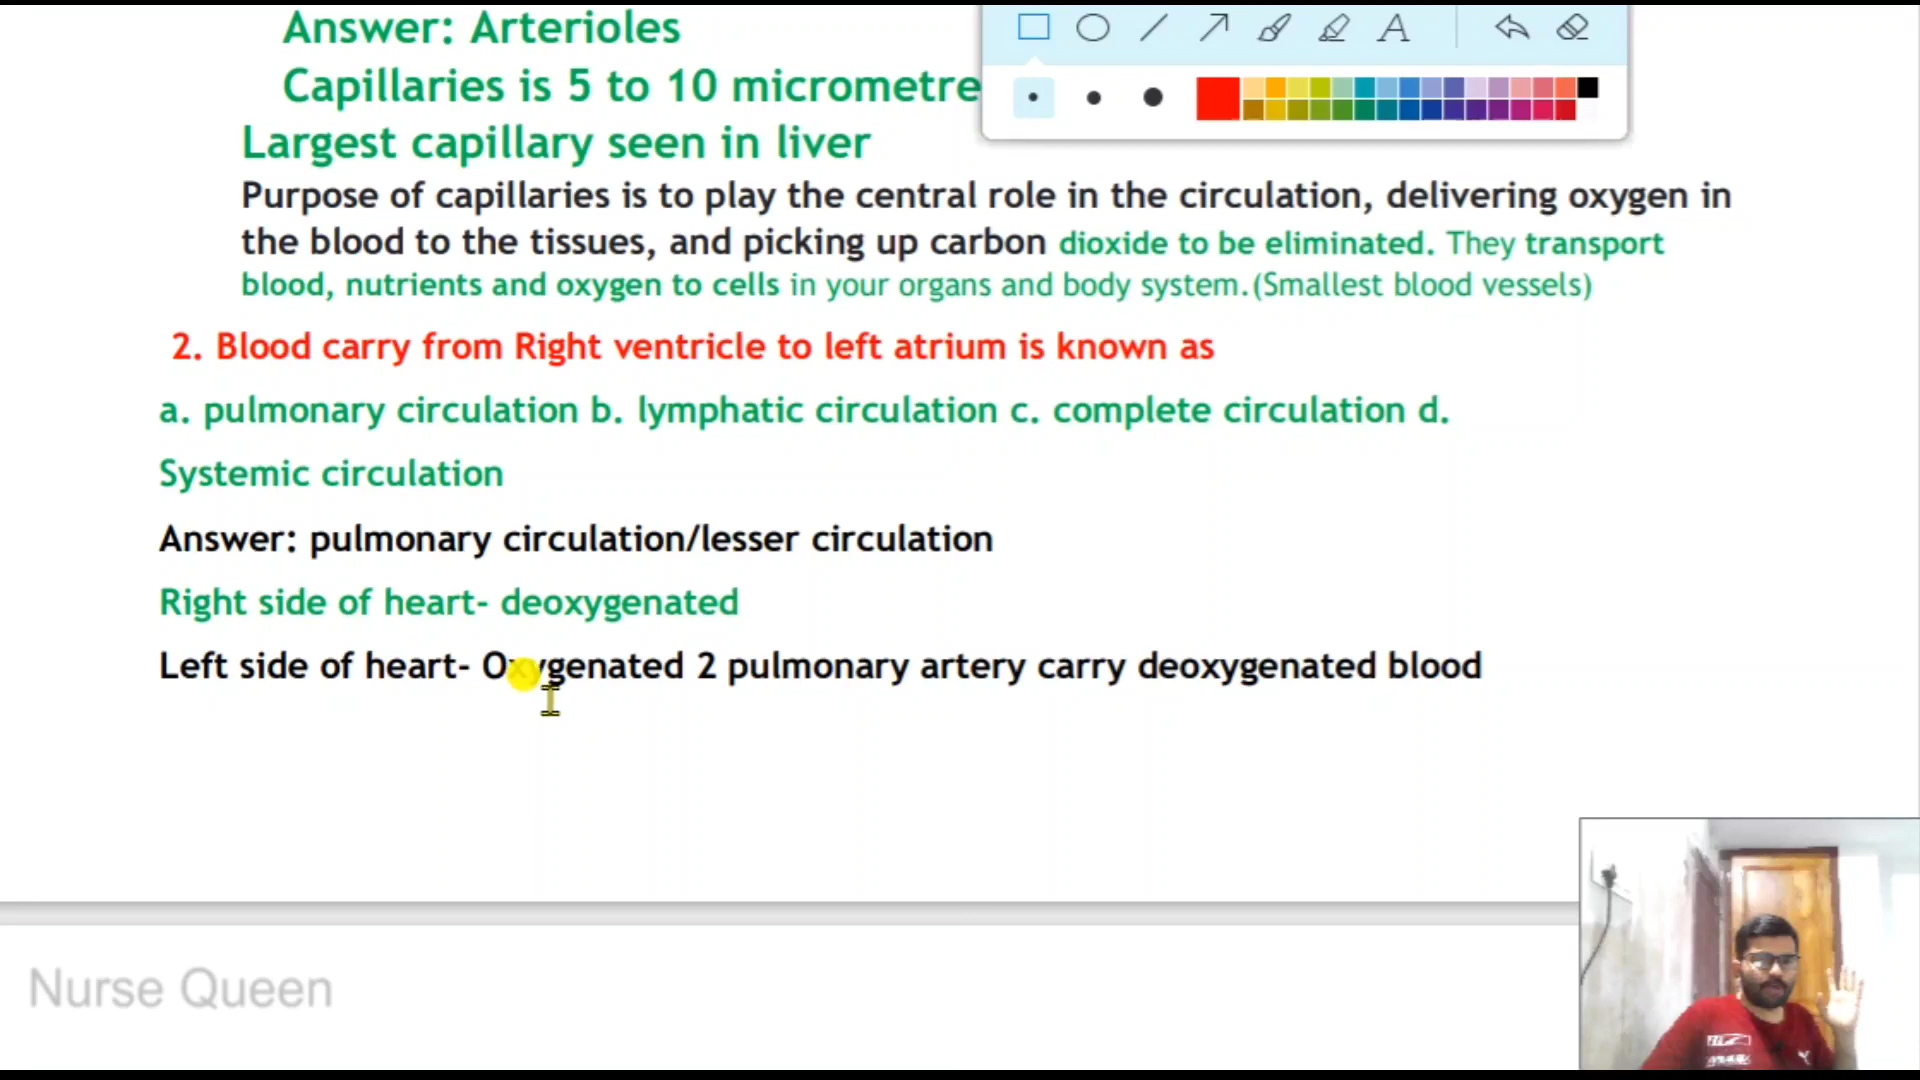 Answer: Arterioles
Capillaries is 5 to 10 micrometre
Largest capillary seen in liver
Purpose of capillaries is to play the central role in the circulation, delivering oxygen in
the blood to the tissues, and picking up carbon dioxide to be eliminated. They transport
blood, nutrients and oxygen to cells in your organs and body system.(Smallest blood vessels)
2. Blood carry from Right ventricle to left atrium is known as
a. pulmonary circulation b. lymphatic circulation c. complete circulation d.
Systemic circulation
Answer: pulmonary circulation/lesser circulation
Right side of heart- deoxygenated
Left side of heart- Oxygenated 2 pulmonary artery carry deoxygenated blood
Nurse Queen